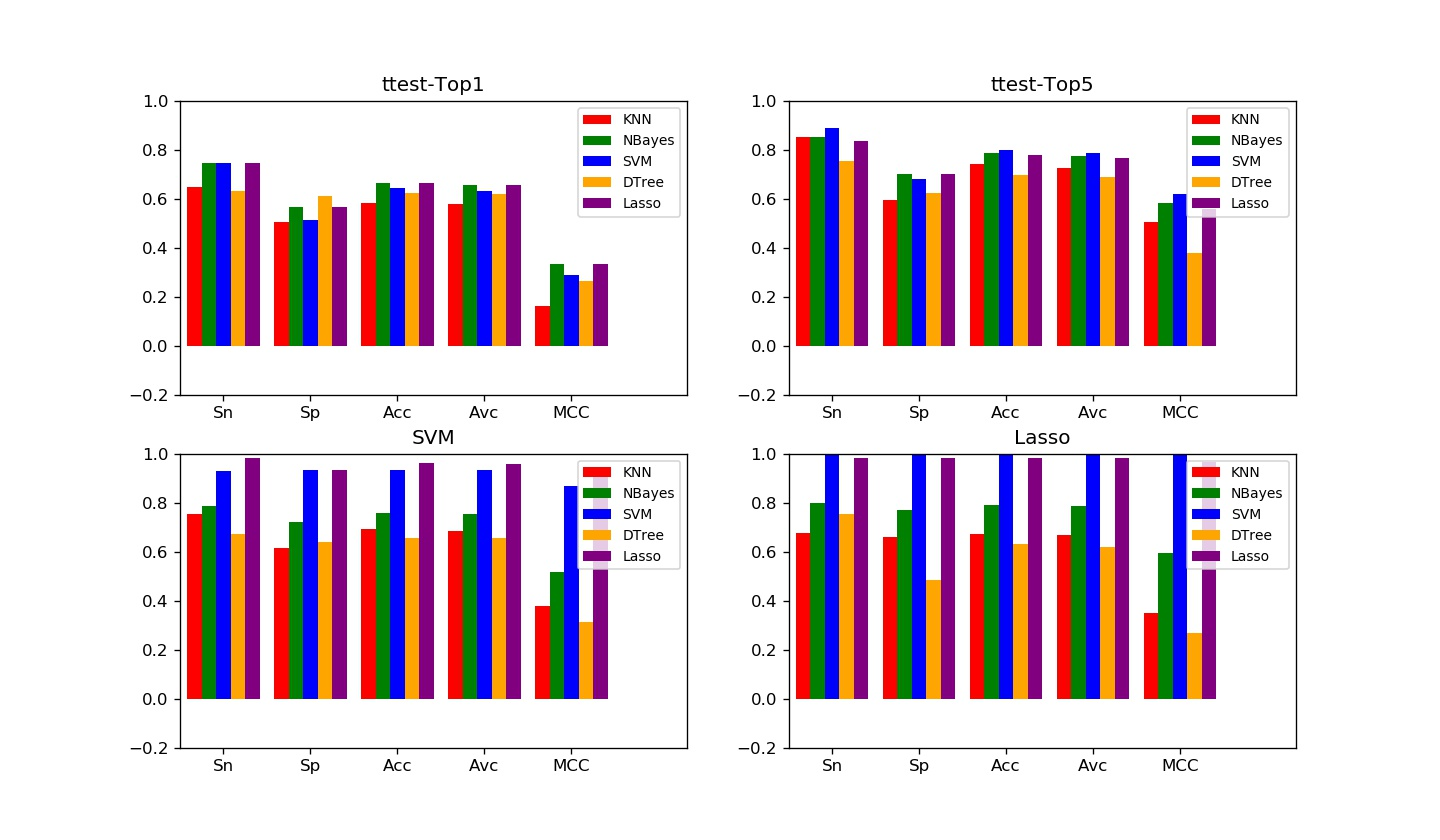 ttest-Top1
1.0
0.8
0.6
0.4
0.2
0.0
−0.2
Sn Sp Acc Avc MCC
KNN
NBayes
SVM
DTree
Lasso
ttest-Top5
1.0
0.8
0.6
0.4
0.2
0.0
−0.2
Sn Sp Acc Avc MCC
KNN
NBayes
SVM
DTree
Lasso
SVM
1.0
0.8
0.6
0.4
0.2
0.0
−0.2
Sn Sp Acc Avc MCC
KNN
NBayes
SVM
DTree
Lasso
Lasso
1.0
0.8
0.6
0.4
0.2
0.0
−0.2
Sn Sp Acc Avc MCC
KNN
NBayes
SVM
DTree
Lasso